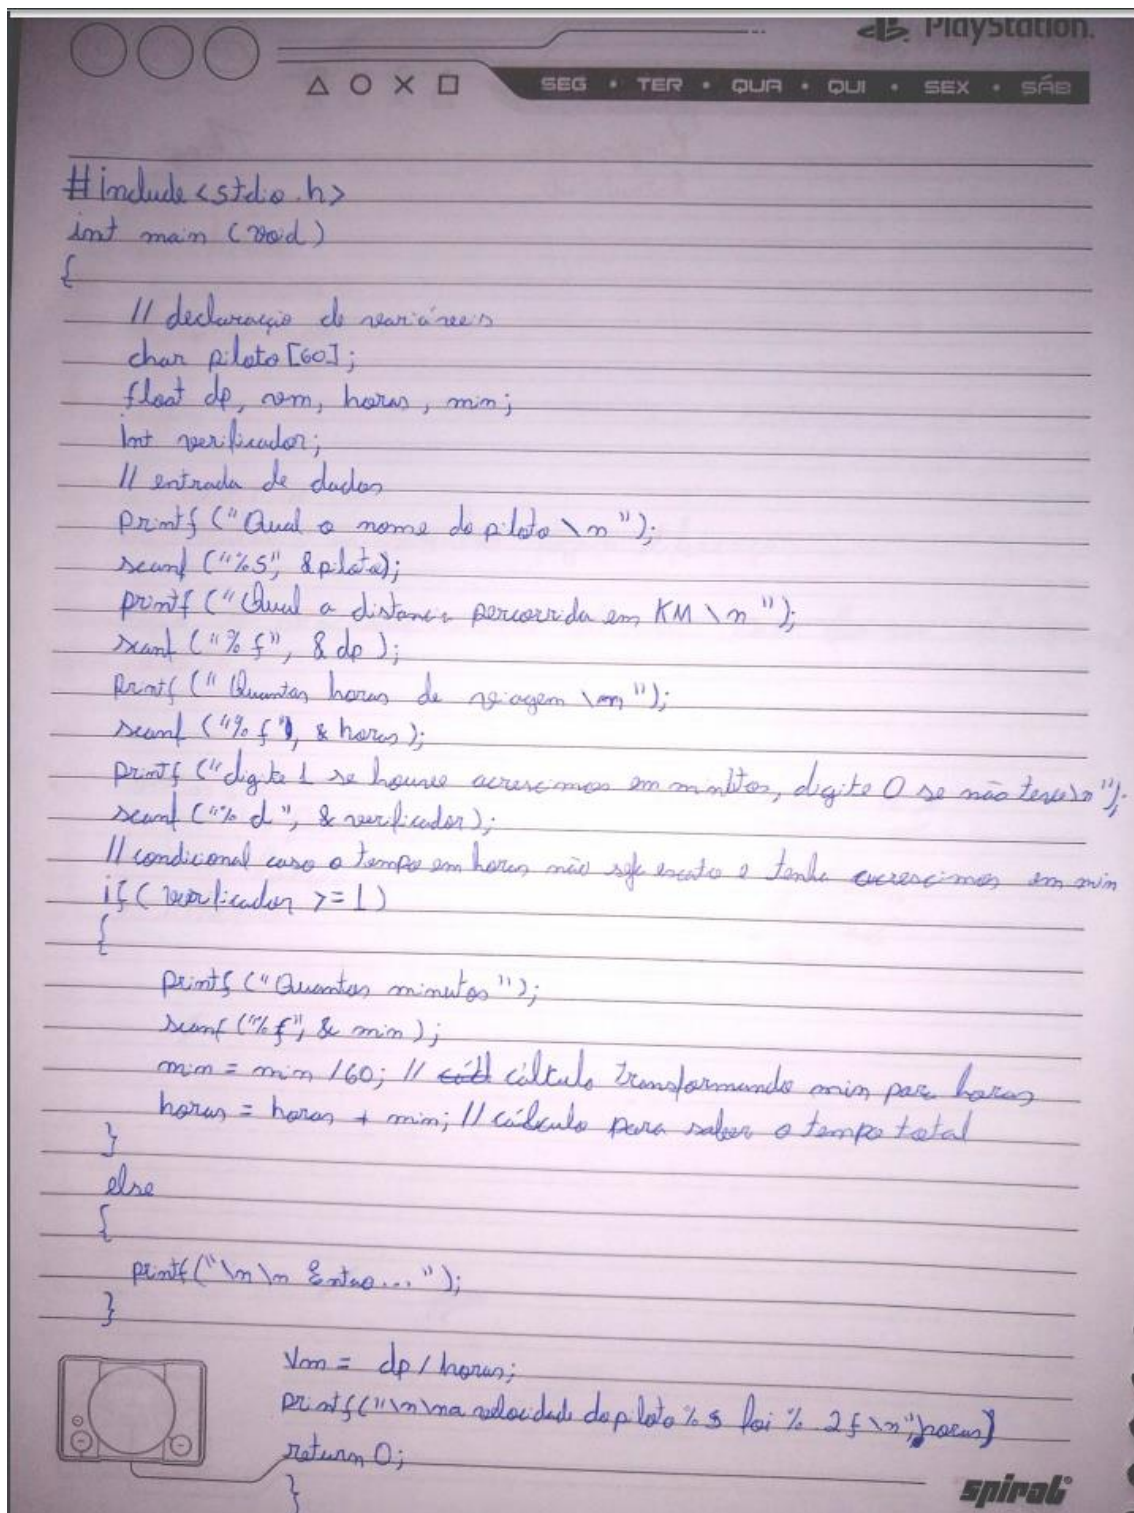 PlayStation.
SEG • TER • QUA • QUI • SEX • SÁB
#include <stdio.h>
int main (void)
{
// declaração de variáveis
char piloto [60];
float dp, vm, horas, min;
int verificador;
// entrada de dados
printf ("Qual o nome do piloto \n");
scanf ("%s", &piloto);
printf ("Qual a distancia percorrida em KM \n");
scanf ("%f", &dp);
printf ("Quantas horas de viagem \n");
scanf ("%f", &horas);
printf ("digite 1 se houve acrescimos em minutos, digite 0 se não teve\n");
scanf ("%d", &verificador);
// condicional caso o tempo em horas não seja exato e tenha acrescimos em min
if (verificador >= 1)
{
printf ("Quantos minutos");
scanf ("%f", &min);
min = min /60; // cálculo transformando min para horas
horas = horas + min; // cálculo para saber o tempo total
}
else
{
printf("\n\n Entao...");
}
Vm = dp / horas;
printf("\n\na velocidade do piloto %s foi %.2f \n", horas)
return 0;
}
spiral®